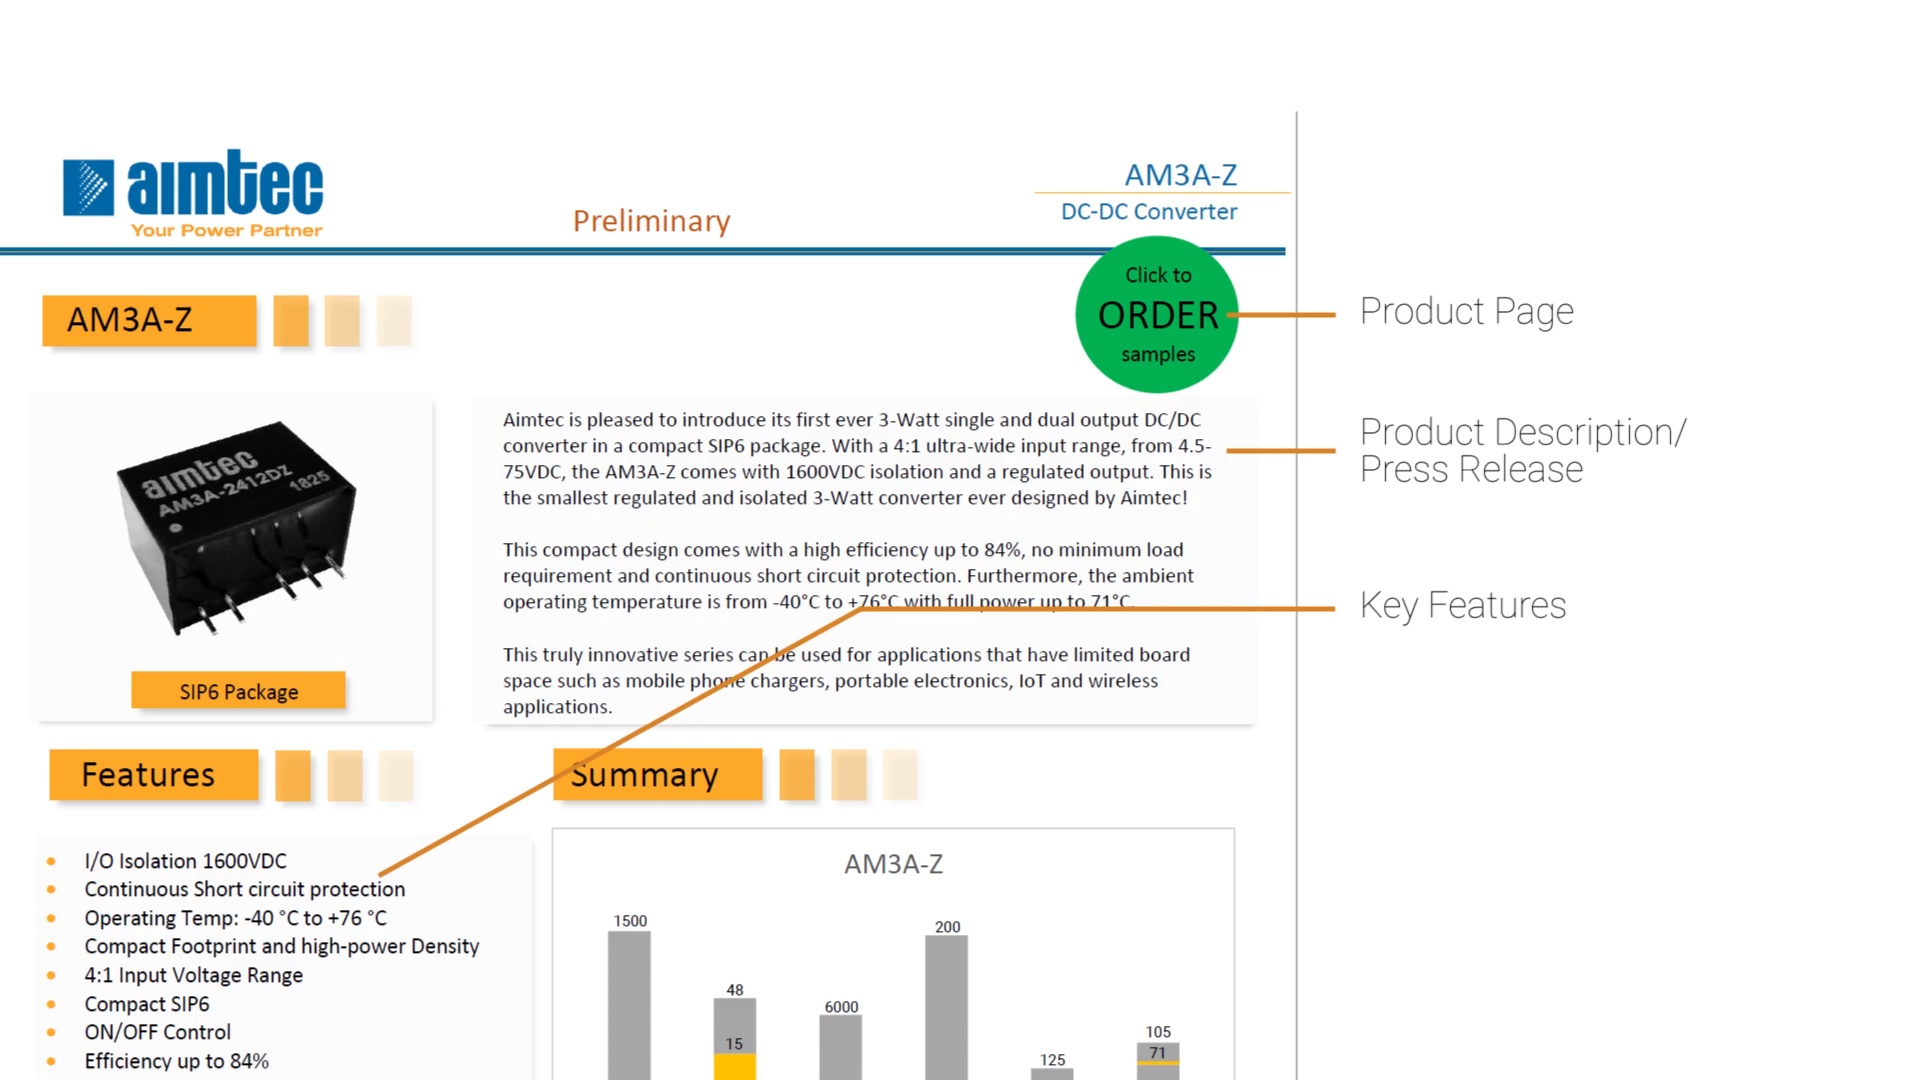 aimtec
Your Power Partner
Preliminary
AM3A-Z
DC-DC Converter
Click to
ORDER
samples
Product Page
AM3A-Z
Aimtec is pleased to introduce its first ever 3-Watt single and dual output DC/DC
converter in a compact SIP6 package. With a 4:1 ultra-wide input range, from 4.5-
75VDC, the AM3A-Z comes with 1600VDC isolation and a regulated output. This is
the smallest regulated and isolated 3-Watt converter ever designed by Aimtec!
Product Description/
Press Release
This compact design comes with a high efficiency up to 84%, no minimum load
requirement and continuous short circuit protection. Furthermore, the ambient
operating temperature is from -40°C to +76°C with full power up to 71°C.
Key Features
This truly innovative series can be used for applications that have limited board
space such as mobile phone chargers, portable electronics, IoT and wireless
applications.
aimtec
AM3A-2412DZ
1825
SIP6 Package
Features
• I/O Isolation 1600VDC
• Continuous Short circuit protection
• Operating Temp: -40 °C to +76 °C
• Compact Footprint and high-power Density
• 4:1 Input Voltage Range
• Compact SIP6
• ON/OFF Control
• Efficiency up to 84%
Summary
AM3A-Z
1500
48
15
6000
200
125
105
71